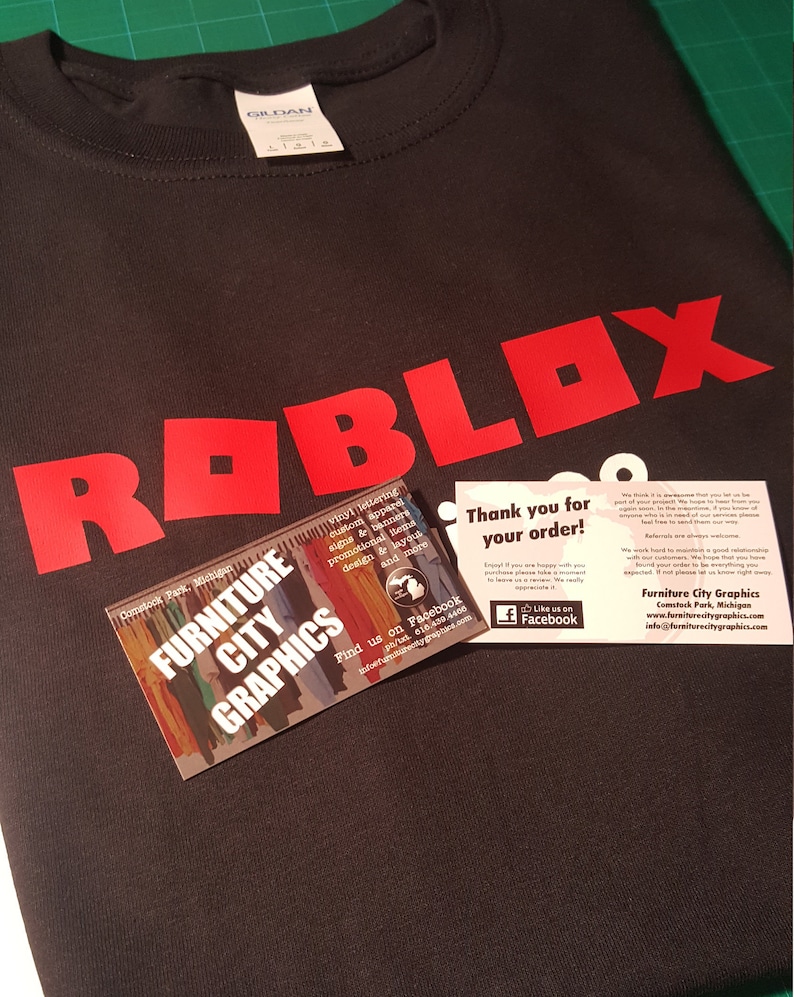 GILDAN
ROBLOX
Comstock Park, Michigan
FURNITURE
CITY
GRAPHICS
vinyl lettering
custom apparel
signs & banners
promotional items
design & layout
and more
Find us on Facebook
ph/txt. 616.439.4466
info@furniturecitygraphics.com
Thank you for
your order!
Enjoy! If you are happy with you
purchase please take a moment
to leave us a review. We really
appreciate it.
f Like us on
Facebook
We think it is awesome that you let us be
part of your project! We hope to hear from you
again soon. In the meantime, if you know of
anyone who is in need of our services please
feel free to send them our way.
Referrals are always welcome.
We work hard to maintain a good relationship
with our customers. We hope that you have
found your order to be everything you
expected. If not please let us know right away.
Furniture City Graphics
Comstock Park, Michigan
www.furniturecitygraphics.com
info@furniturecitygraphics.com